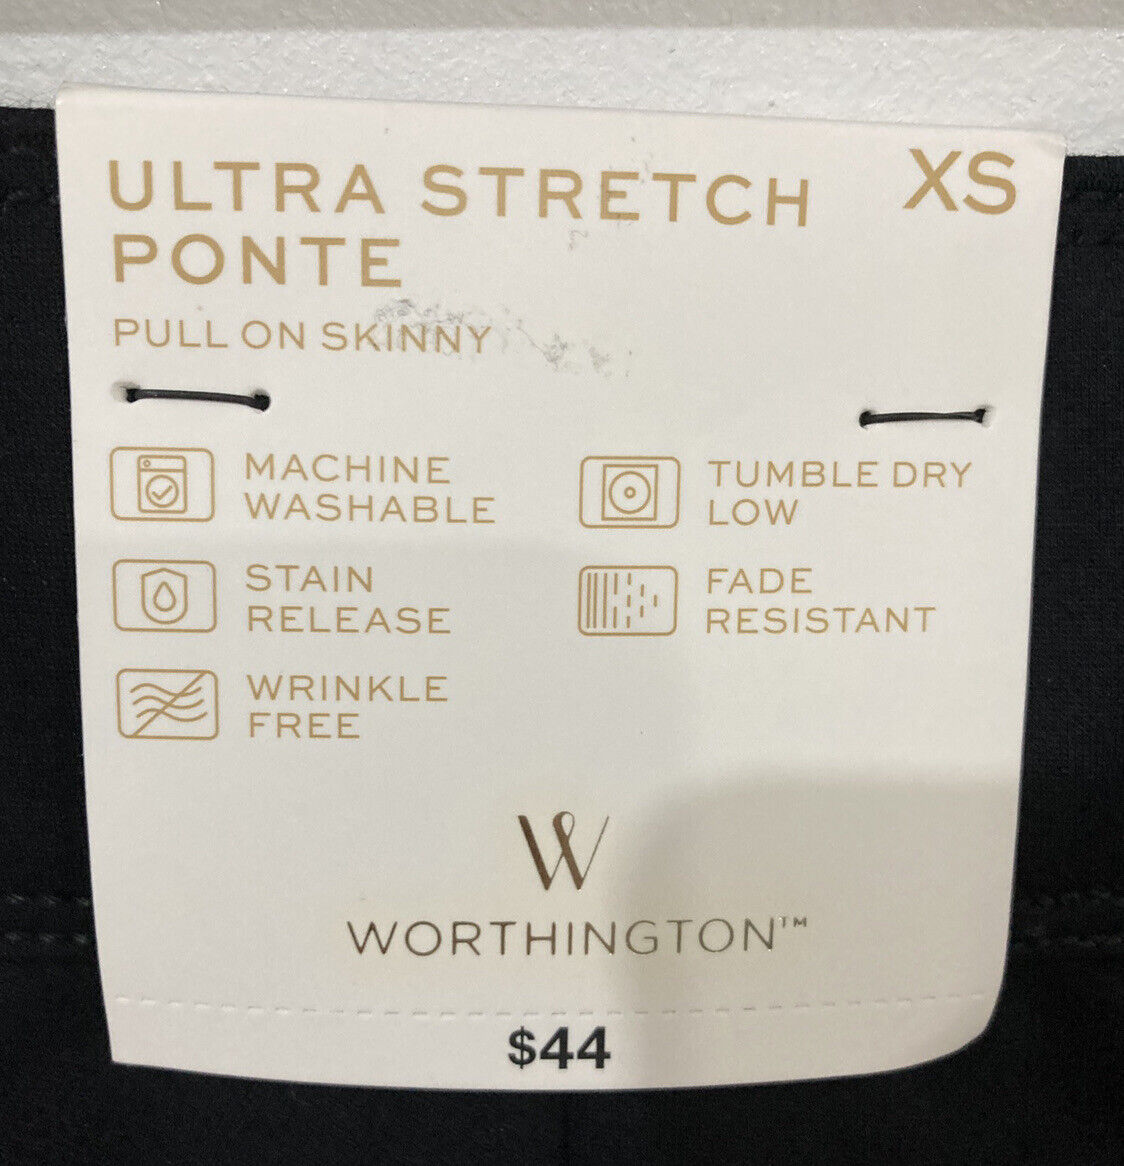 ULTRA STRETCH XS
PONTE
PULL ON SKINNY
MACHINE
WASHABLE
TUMBLE DRY
LOW
STAIN
RELEASE
FADE
RESISTANT
WRINKLE
FREE
W
WORTHINGTON™
$44